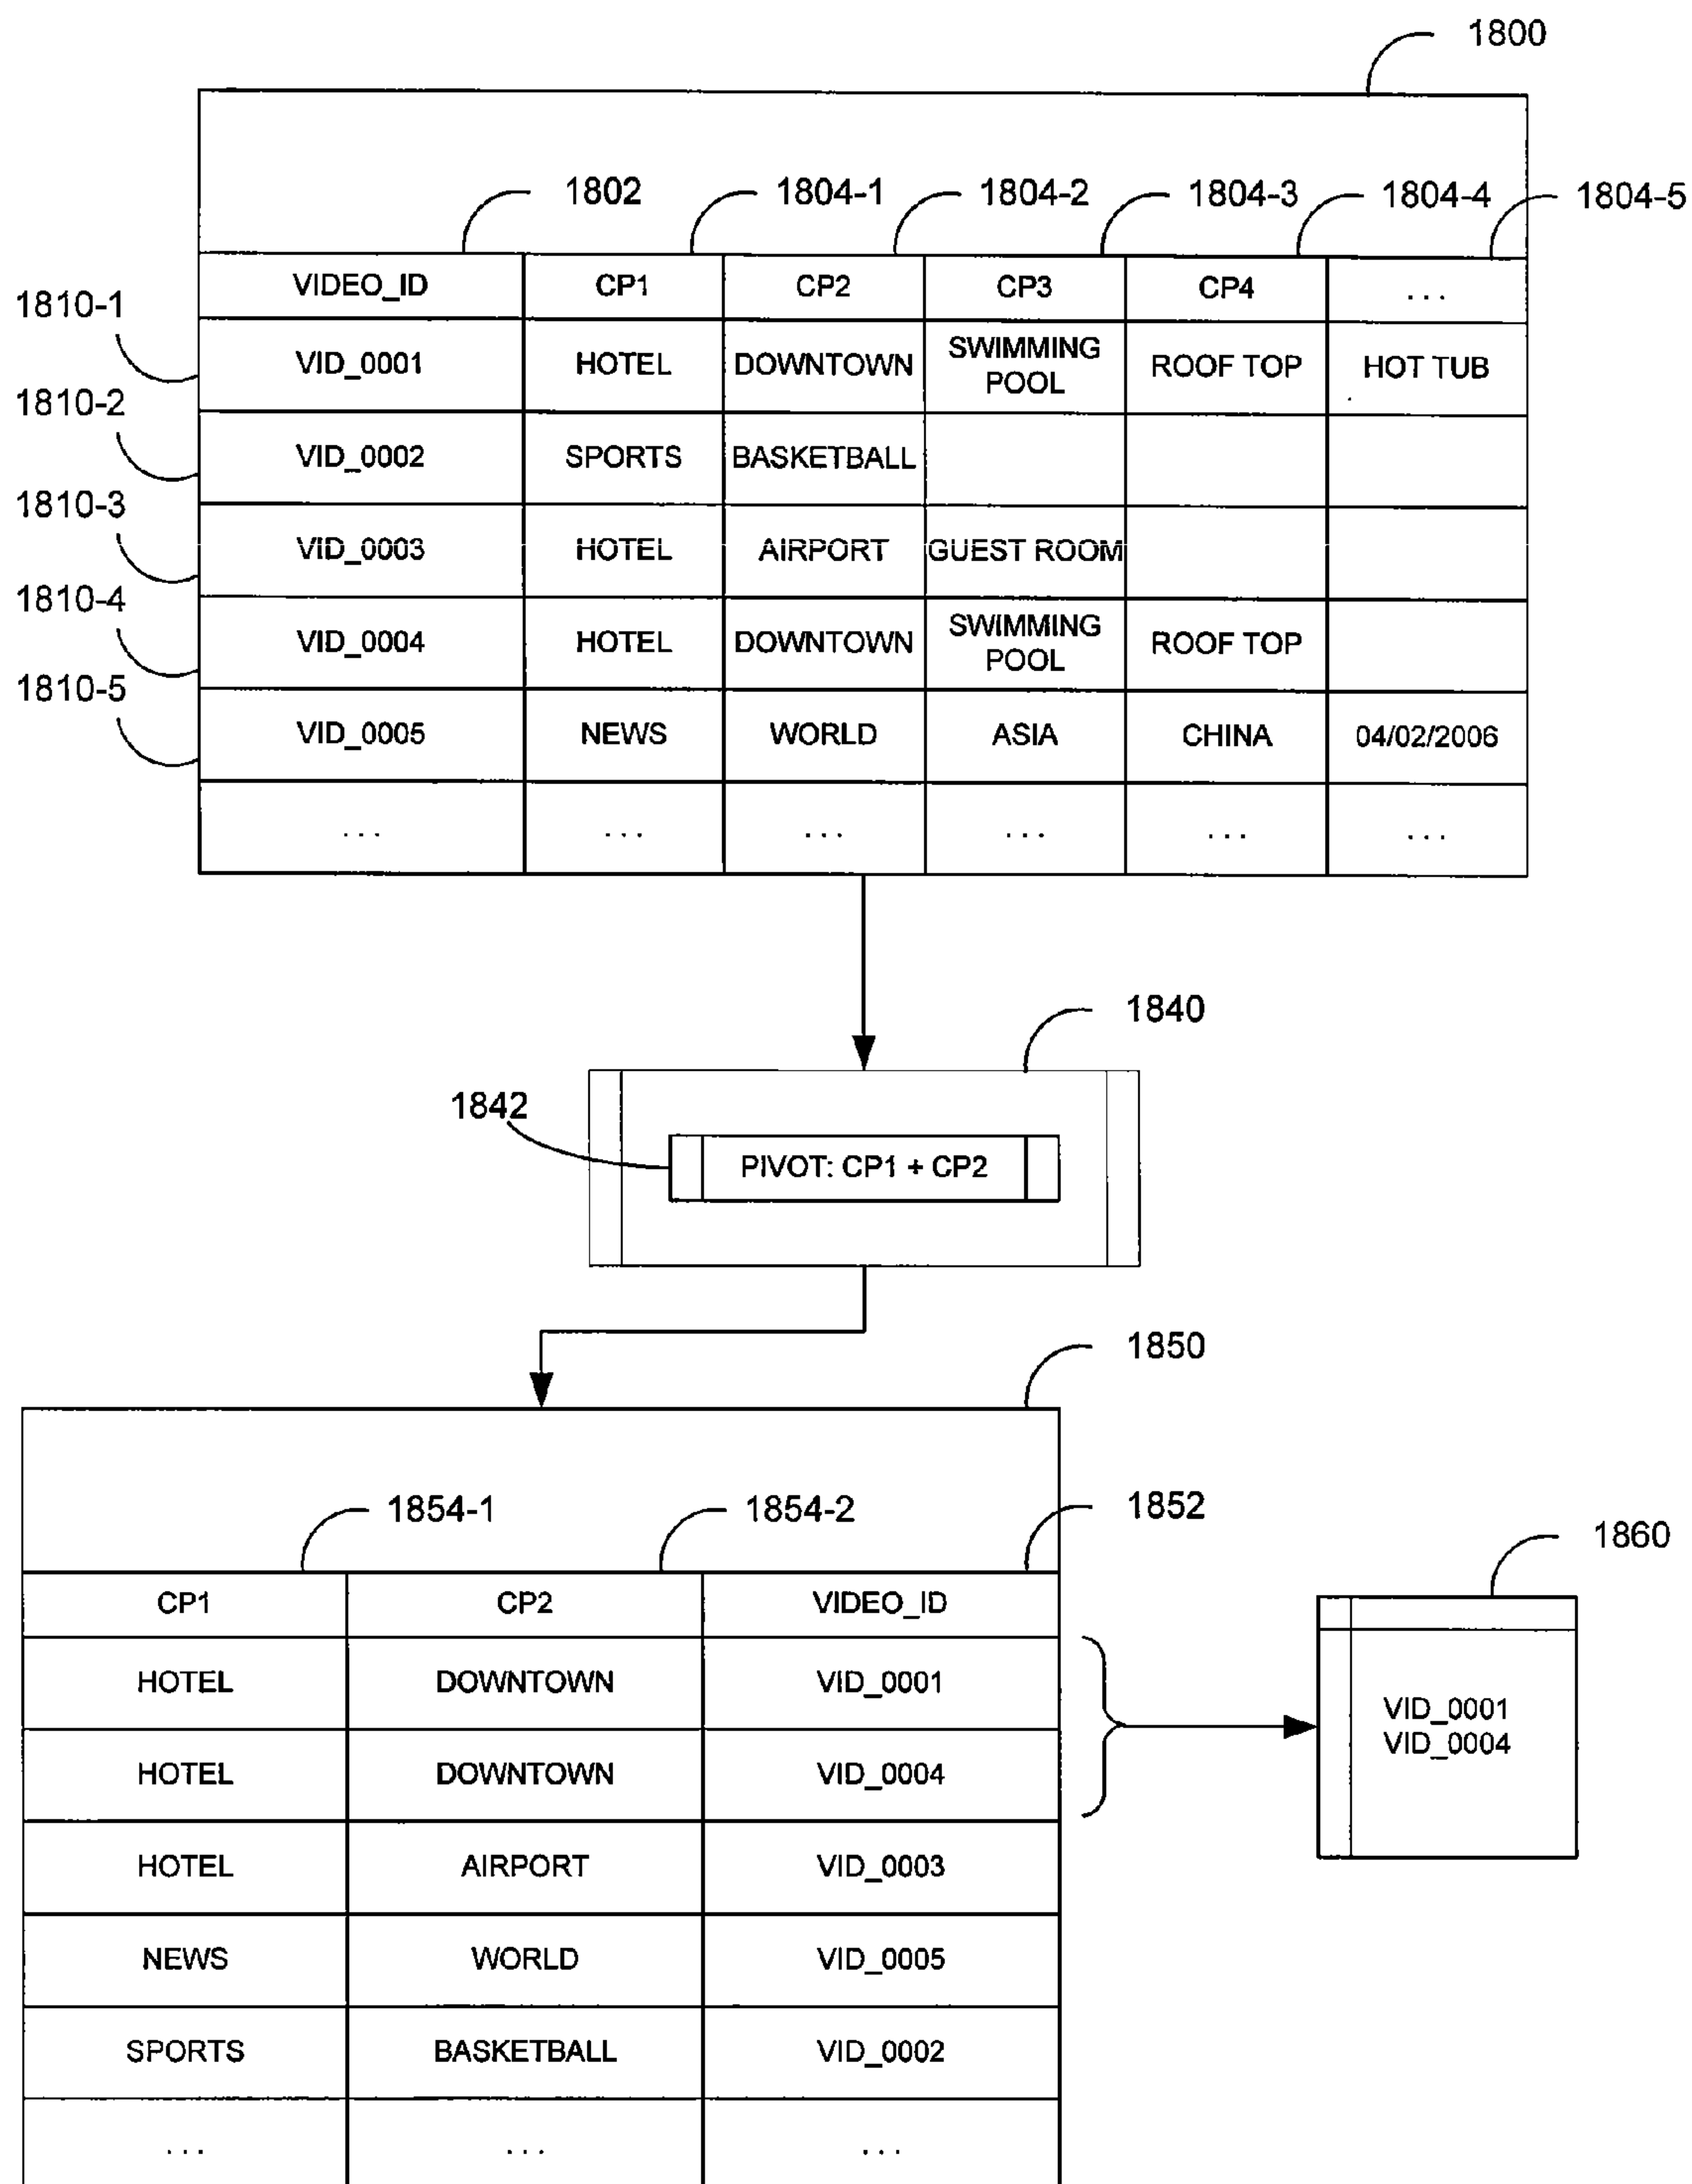 1800
1802 1804-1 1804-2 1804-3 1804-4 1804-5
VIDEO_ID CP1 CP2 CP3 CP4 ...
1810-1
VID_0001 HOTEL DOWNTOWN SWIMMING POOL ROOF TOP HOT TUB
1810-2
VID_0002 SPORTS BASKETBALL
1810-3
VID_0003 HOTEL AIRPORT GUEST ROOM
1810-4
VID_0004 HOTEL DOWNTOWN SWIMMING POOL ROOF TOP
1810-5
VID_0005 NEWS WORLD ASIA CHINA 04/02/2006
... ... ... ... ... ...
1840
1842
PIVOT: CP1 + CP2
1850
1854-1 1854-2 1852
1860
CP1 CP2 VIDEO_ID
HOTEL DOWNTOWN VID_0001
VID_0001
VID_0004
HOTEL DOWNTOWN VID_0004
HOTEL AIRPORT VID_0003
NEWS WORLD VID_0005
SPORTS BASKETBALL VID_0002
... ... ...